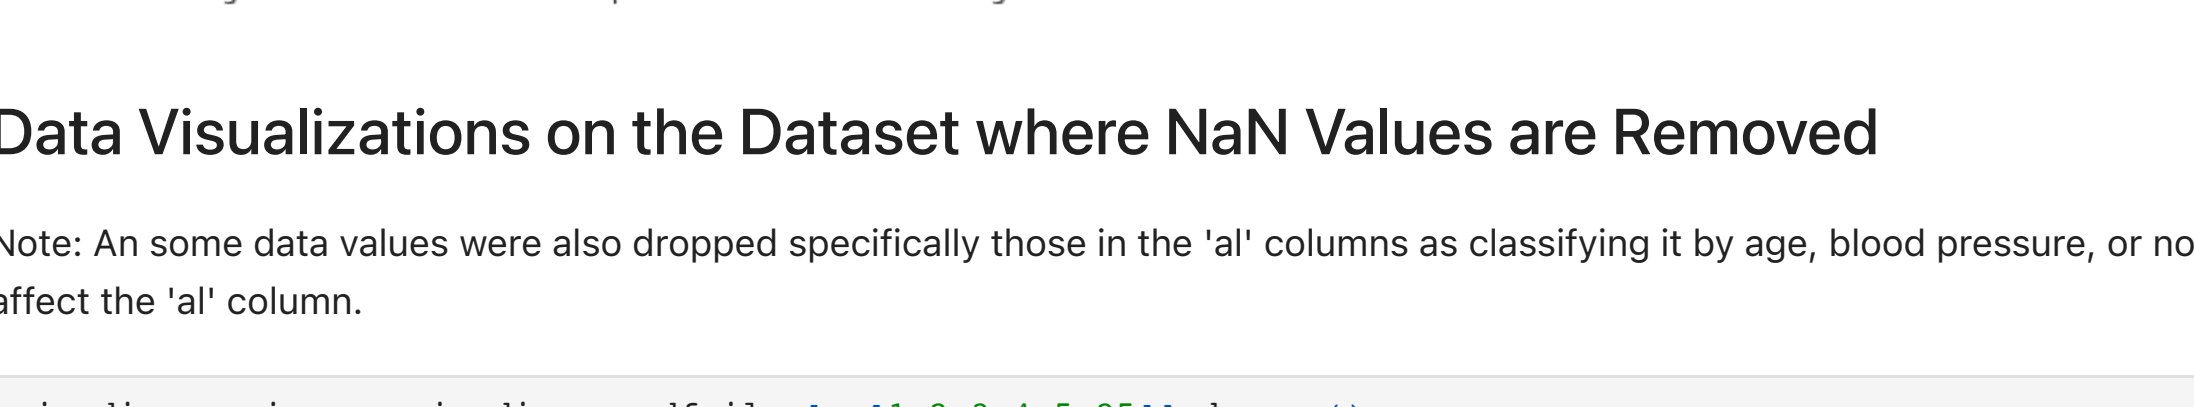 Data Visualizations on the Dataset where NaN Values are Removed
Note: An some data values were also dropped specifically those in the 'al' columns as classifying it by age, blood pressure, or no
affect the 'al' column.